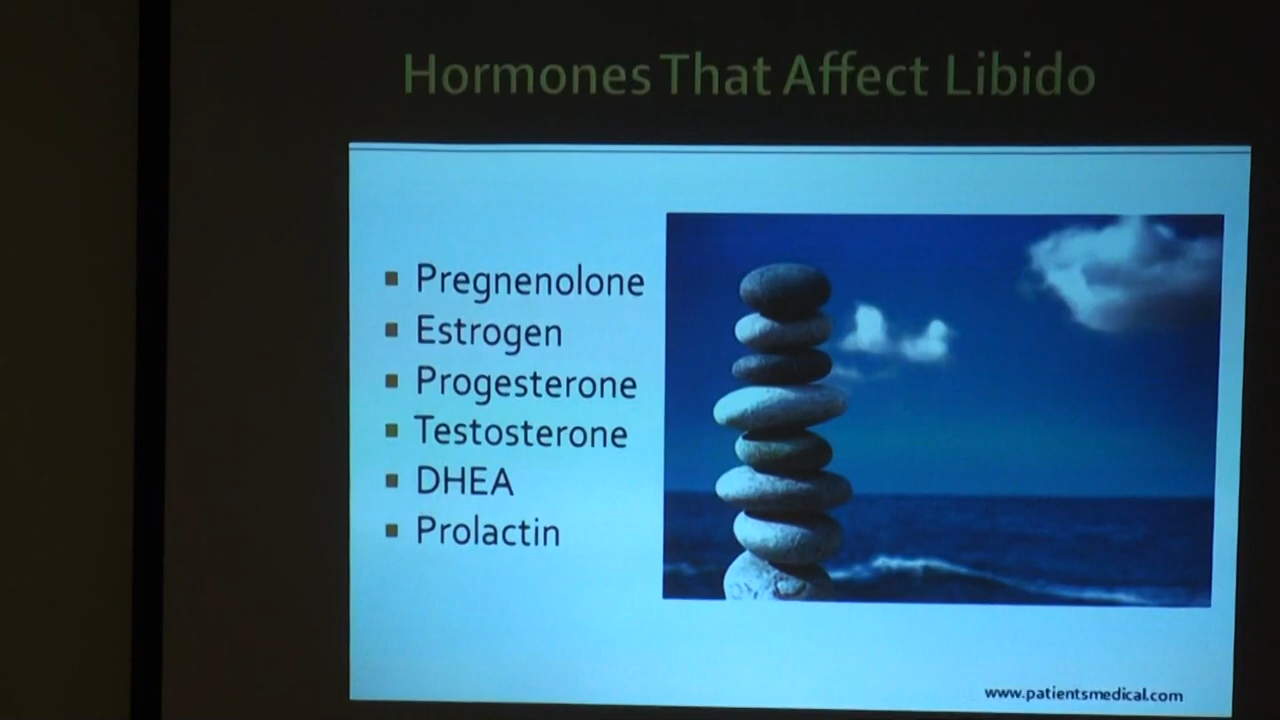 Hormones That Affect Libido
Pregnenolone
Estrogen
Progesterone
Testosterone
DHEA
Prolactin
www.patientsmedical.com